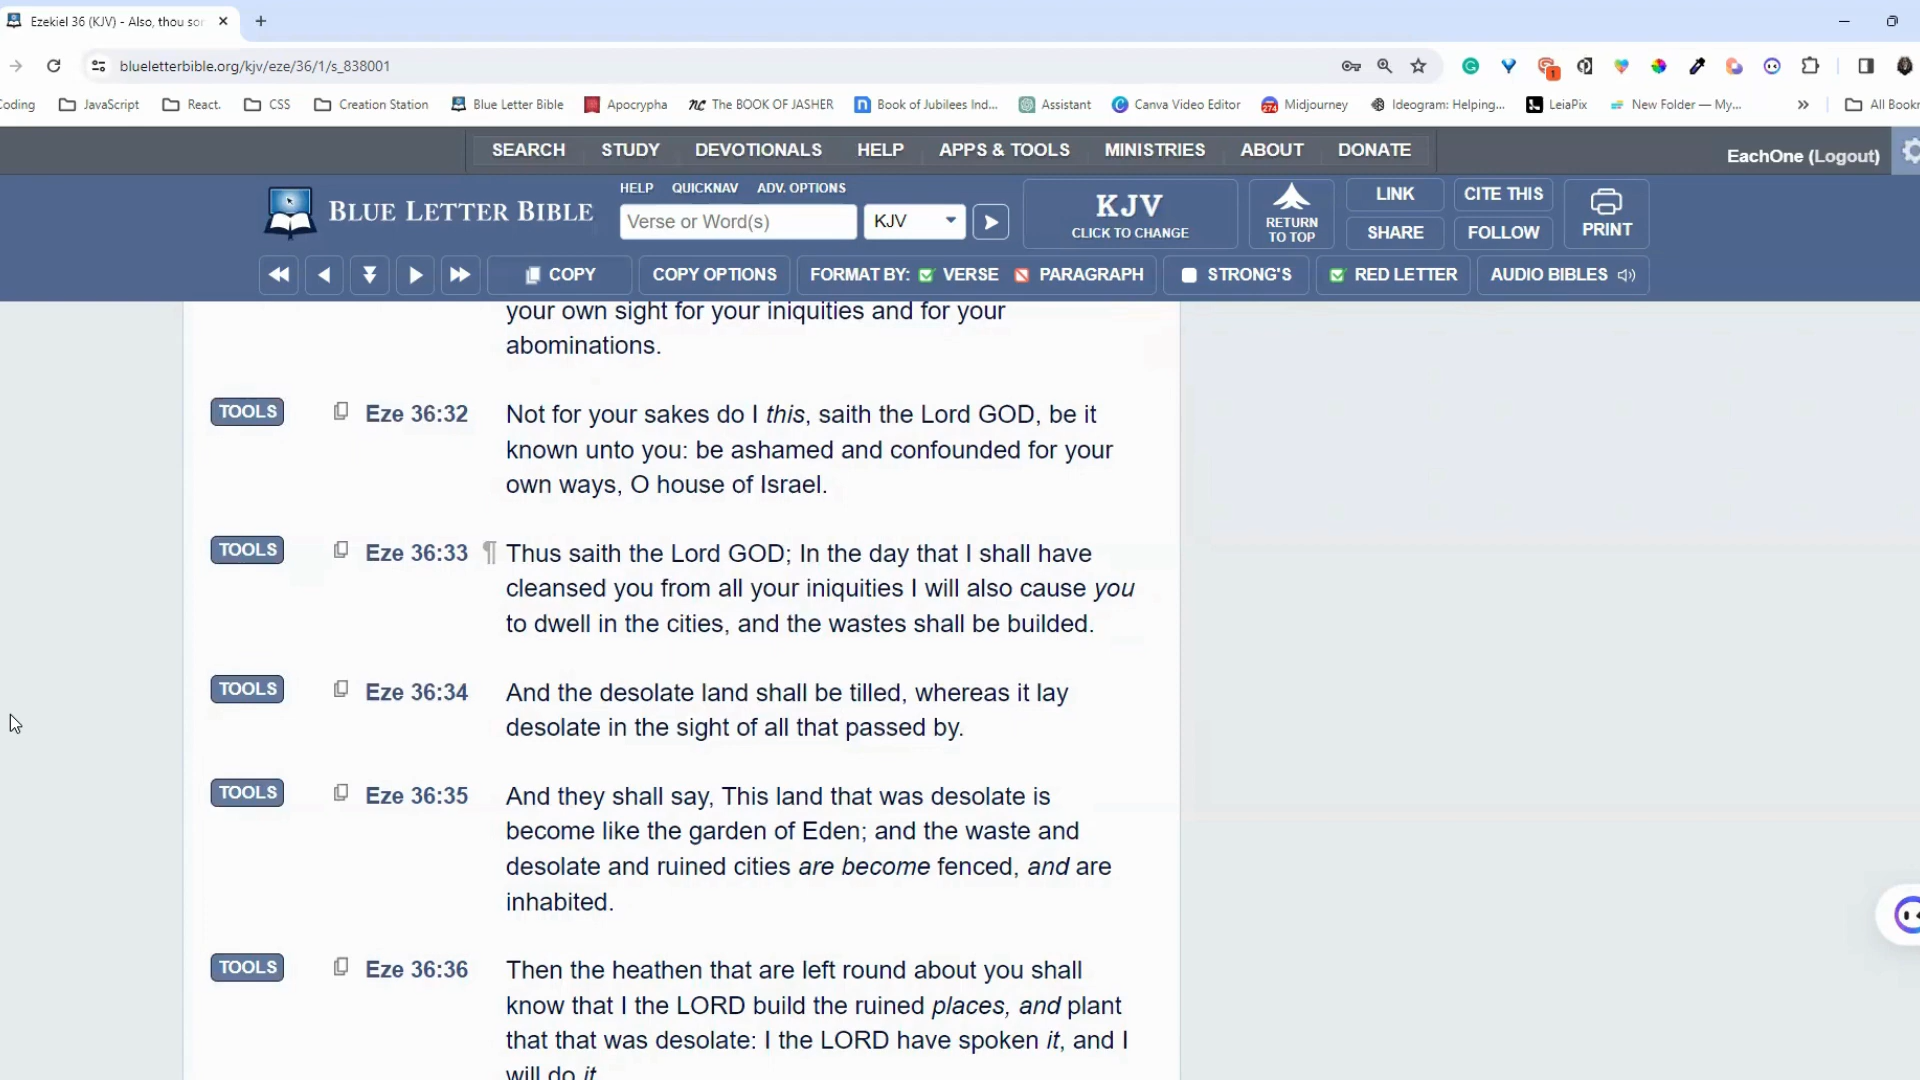 Ezekiel 36 (KJV) - Also, thou sor
blueletterbible.org/kjv/eze/36/1/s_838001
1
Coding JavaScript React. CSS Creation Station Blue Letter Bible Apocrypha The BOOK OF JASHER Book of Jubilees Ind... Assistant Canva Video Editor Midjourney Ideogram: Helping... LeiaPix New Folder — My... » All Bookr
SEARCH STUDY DEVOTIONALS HELP APPS & TOOLS MINISTRIES ABOUT DONATE
EachOne (Logout)
HELP QUICKNAV ADV. OPTIONS
BLUE LETTER BIBLE
Verse or Word(s) KJV
KJV
CLICK TO CHANGE
RETURN
TO TOP
LINK CITE THIS
SHARE FOLLOW
PRINT
COPY COPY OPTIONS FORMAT BY: VERSE PARAGRAPH STRONG'S RED LETTER AUDIO BIBLES
your own sight for your iniquities and for your
abominations.
TOOLS Eze 36:32 Not for your sakes do I this, saith the Lord GOD, be it
known unto you: be ashamed and confounded for your
own ways, O house of Israel.
TOOLS Eze 36:33 ¶ Thus saith the Lord GOD; In the day that I shall have
cleansed you from all your iniquities I will also cause you
to dwell in the cities, and the wastes shall be builded.
TOOLS Eze 36:34 And the desolate land shall be tilled, whereas it lay
desolate in the sight of all that passed by.
TOOLS Eze 36:35 And they shall say, This land that was desolate is
become like the garden of Eden; and the waste and
desolate and ruined cities are become fenced, and are
inhabited.
TOOLS Eze 36:36 Then the heathen that are left round about you shall
know that I the LORD build the ruined places, and plant
that that was desolate: I the LORD have spoken it, and I
will do it.